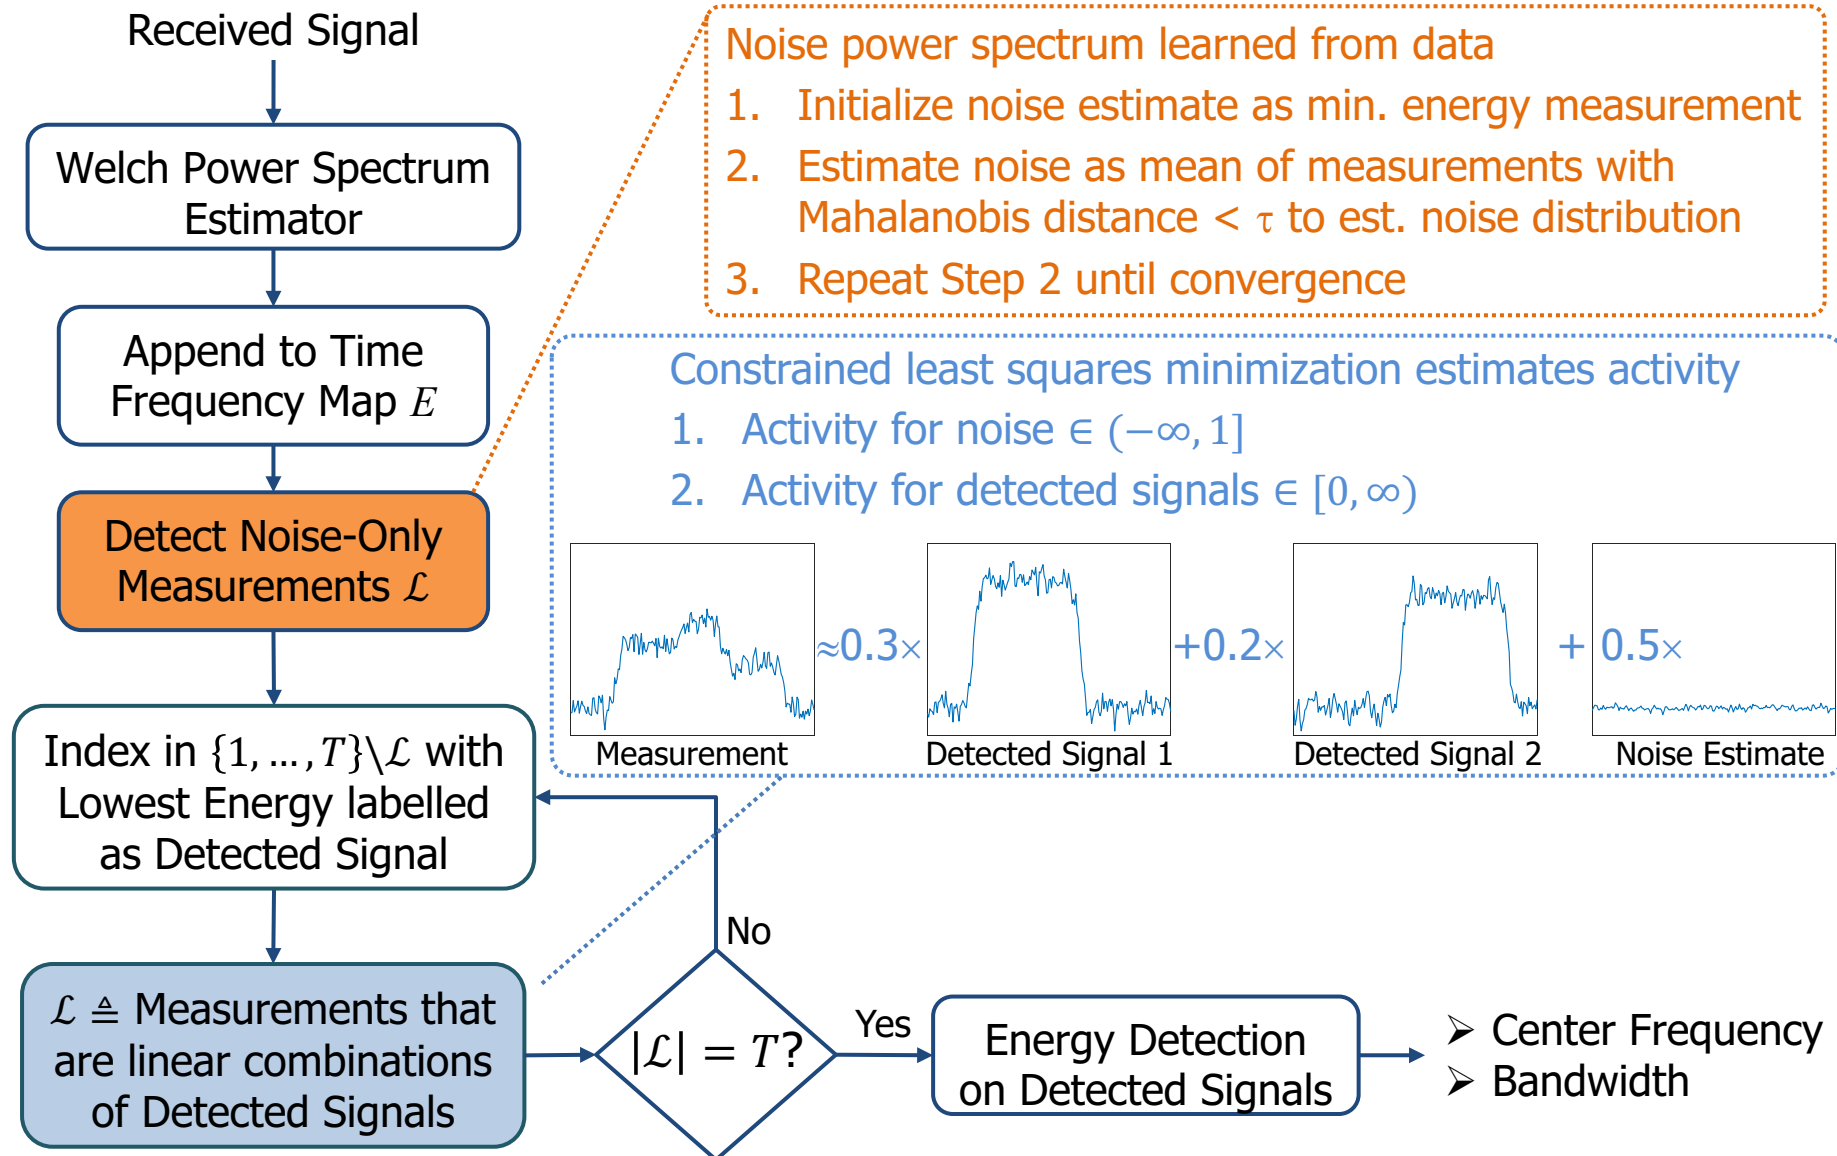 Received Signal
Welch Power Spectrum
Estimator
Append to Time
Frequency Map E
Detect Noise-Only
Measurements ℒ
Index in {1, …, T}\ℒ with
Lowest Energy labelled
as Detected Signal
ℒ ≜ Measurements that
are linear combinations
of Detected Signals
|ℒ| = T?
No
Yes
Energy Detection
on Detected Signals
➢ Center Frequency
➢ Bandwidth
Noise power spectrum learned from data
1. Initialize noise estimate as min. energy measurement
2. Estimate noise as mean of measurements with
Mahalanobis distance < τ to est. noise distribution
3. Repeat Step 2 until convergence
Constrained least squares minimization estimates activity
1. Activity for noise ∈ (−∞, 1]
2. Activity for detected signals ∈ [0, ∞)
≈0.3× +0.2× + 0.5×
Measurement Detected Signal 1 Detected Signal 2 Noise Estimate